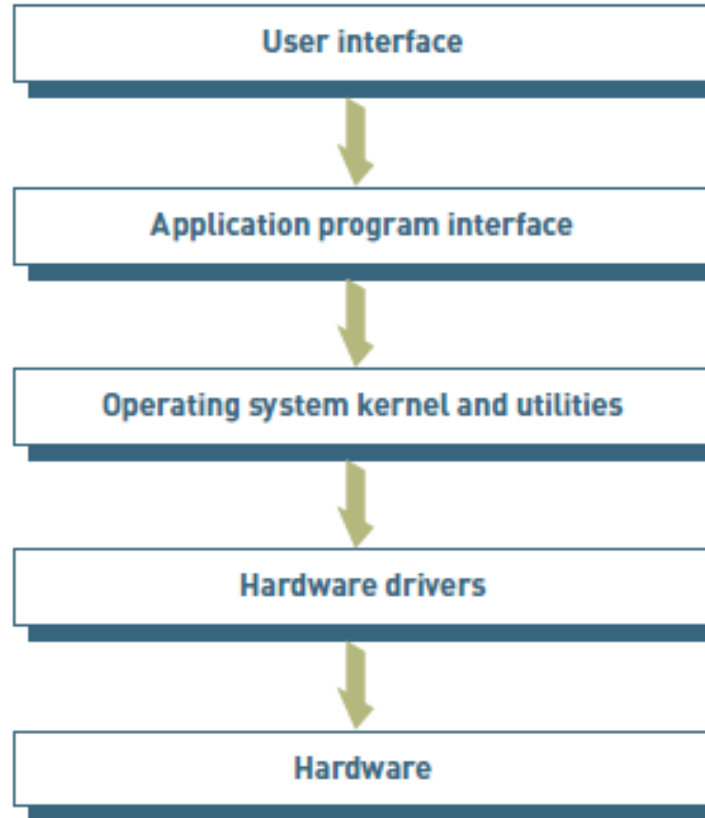 User interface
Application program interface
Operating system kernel and utilities
Hardware drivers
Hardware